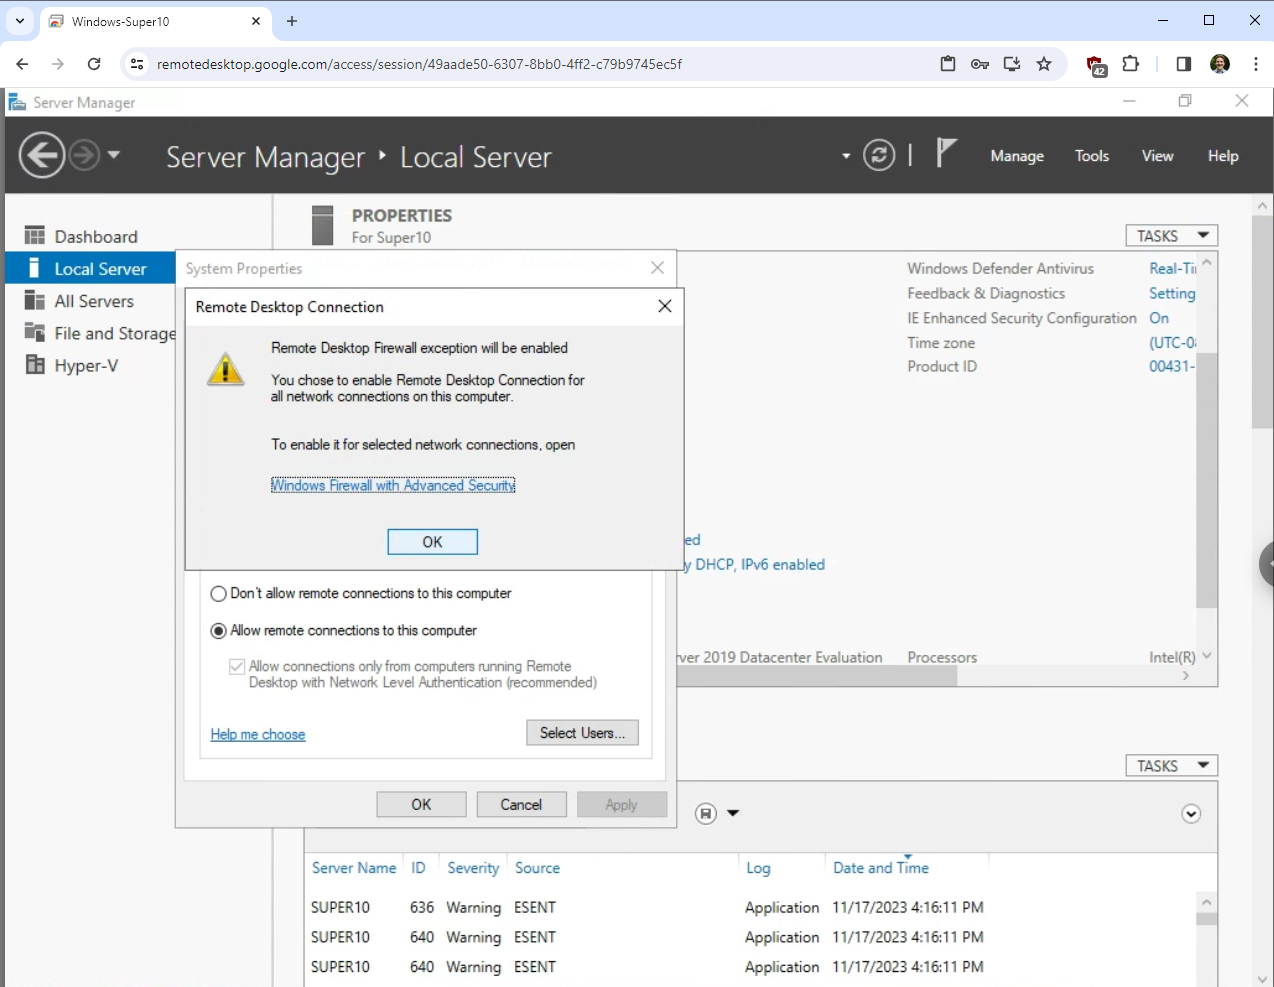 Windows-Super10
remotedesktop.google.com/access/session/49aade50-6307-8bb0-4ff2-c79b9745ec5f
42
Server Manager
Server Manager
Local Server
Manage
Tools
View
Help
Dashboard
Local Server
All Servers
File and Storage
Hyper-V
PROPERTIES
For Super10
TASKS
Windows Defender Antivirus
Real-Ti
Feedback & Diagnostics
Setting
IE Enhanced Security Configuration
On
Time zone
(UTC-08
Product ID
00431-
System Properties
Remote Desktop Connection
Remote Desktop Firewall exception will be enabled
You chose to enable Remote Desktop Connection for
all network connections on this computer.
To enable it for selected network connections, open
Windows Firewall with Advanced Security
OK
ed
y DHCP, IPv6 enabled
Don't allow remote connections to this computer
Allow remote connections to this computer
Allow connections only from computers running Remote
Desktop with Network Level Authentication (recommended)
Help me choose
Select Users...
OK
Cancel
Apply
ver 2019 Datacenter Evaluation
Processors
Intel(R)
TASKS
Server Name ID Severity Source Log Date and Time
SUPER10 636 Warning ESENT Application 11/17/2023 4:16:11 PM
SUPER10 640 Warning ESENT Application 11/17/2023 4:16:11 PM
SUPER10 640 Warning ESENT Application 11/17/2023 4:16:11 PM